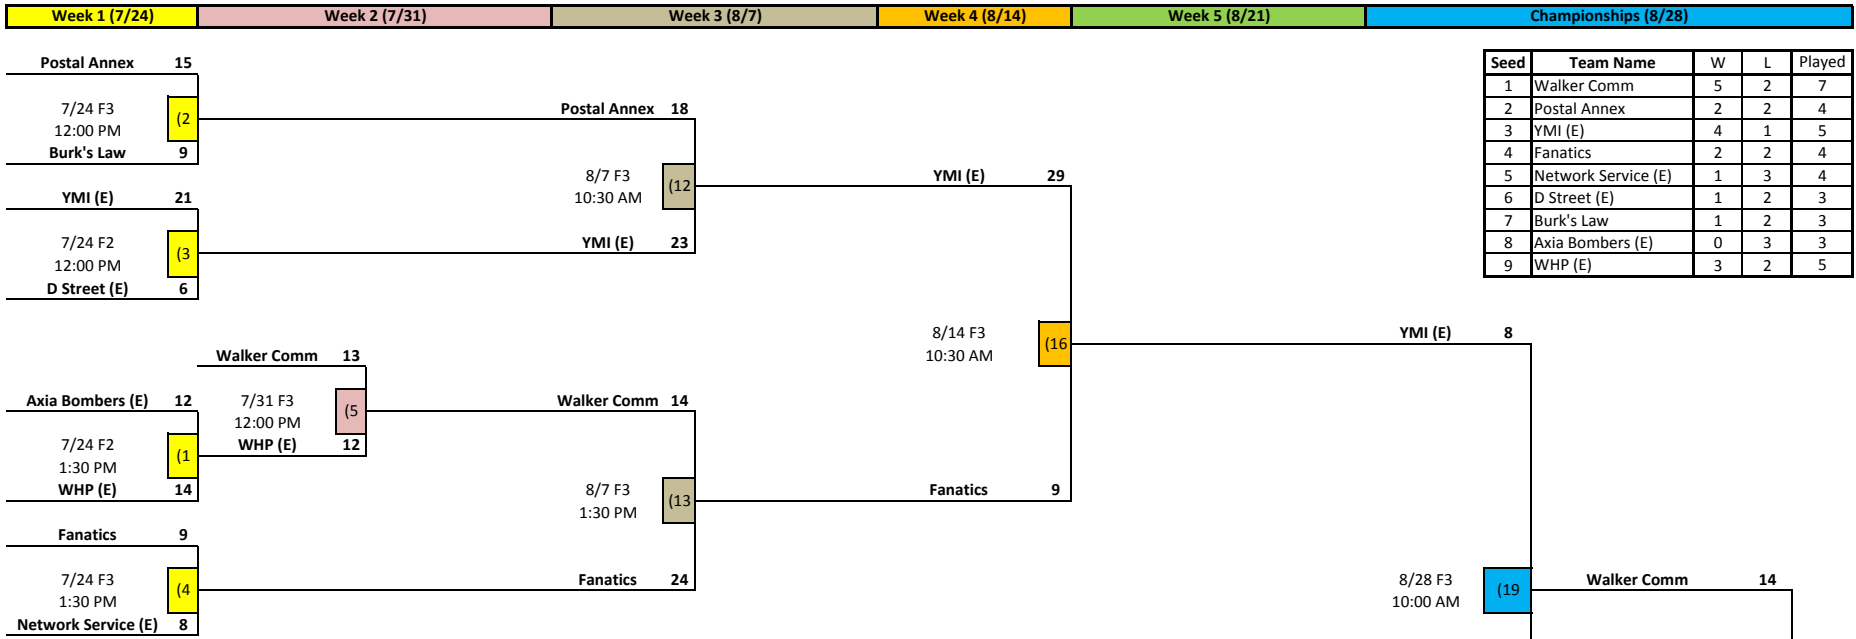 Week 1 (7/24) Week 2 (7/31) Week 3 (8/7) Week 4 (8/14) Week 5 (8/21) Championships (8/28)
Postal Annex 15
7/24 F3
12:00 PM
(2
Burk's Law 9
YMI (E) 21
7/24 F2
12:00 PM
(3
D Street (E) 6
Axia Bombers (E) 12
7/24 F2
1:30 PM
(1
WHP (E) 14
Fanatics 9
7/24 F3
1:30 PM
(4
Network Service (E) 8
Walker Comm 13
7/31 F3
12:00 PM
(5
WHP (E) 12
Postal Annex 18
8/7 F3
10:30 AM
(12
YMI (E) 23
Walker Comm 14
8/7 F3
1:30 PM
(13
Fanatics 24
YMI (E) 29
8/14 F3
10:30 AM
(16
Fanatics 9
YMI (E) 8
8/28 F3
10:00 AM
(19
Walker Comm 14
Seed Team Name W L Played
1 Walker Comm 5 2 7
2 Postal Annex 2 2 4
3 YMI (E) 4 1 5
4 Fanatics 2 2 4
5 Network Service (E) 1 3 4
6 D Street (E) 1 2 3
7 Burk's Law 1 2 3
8 Axia Bombers (E) 0 3 3
9 WHP (E) 3 2 5